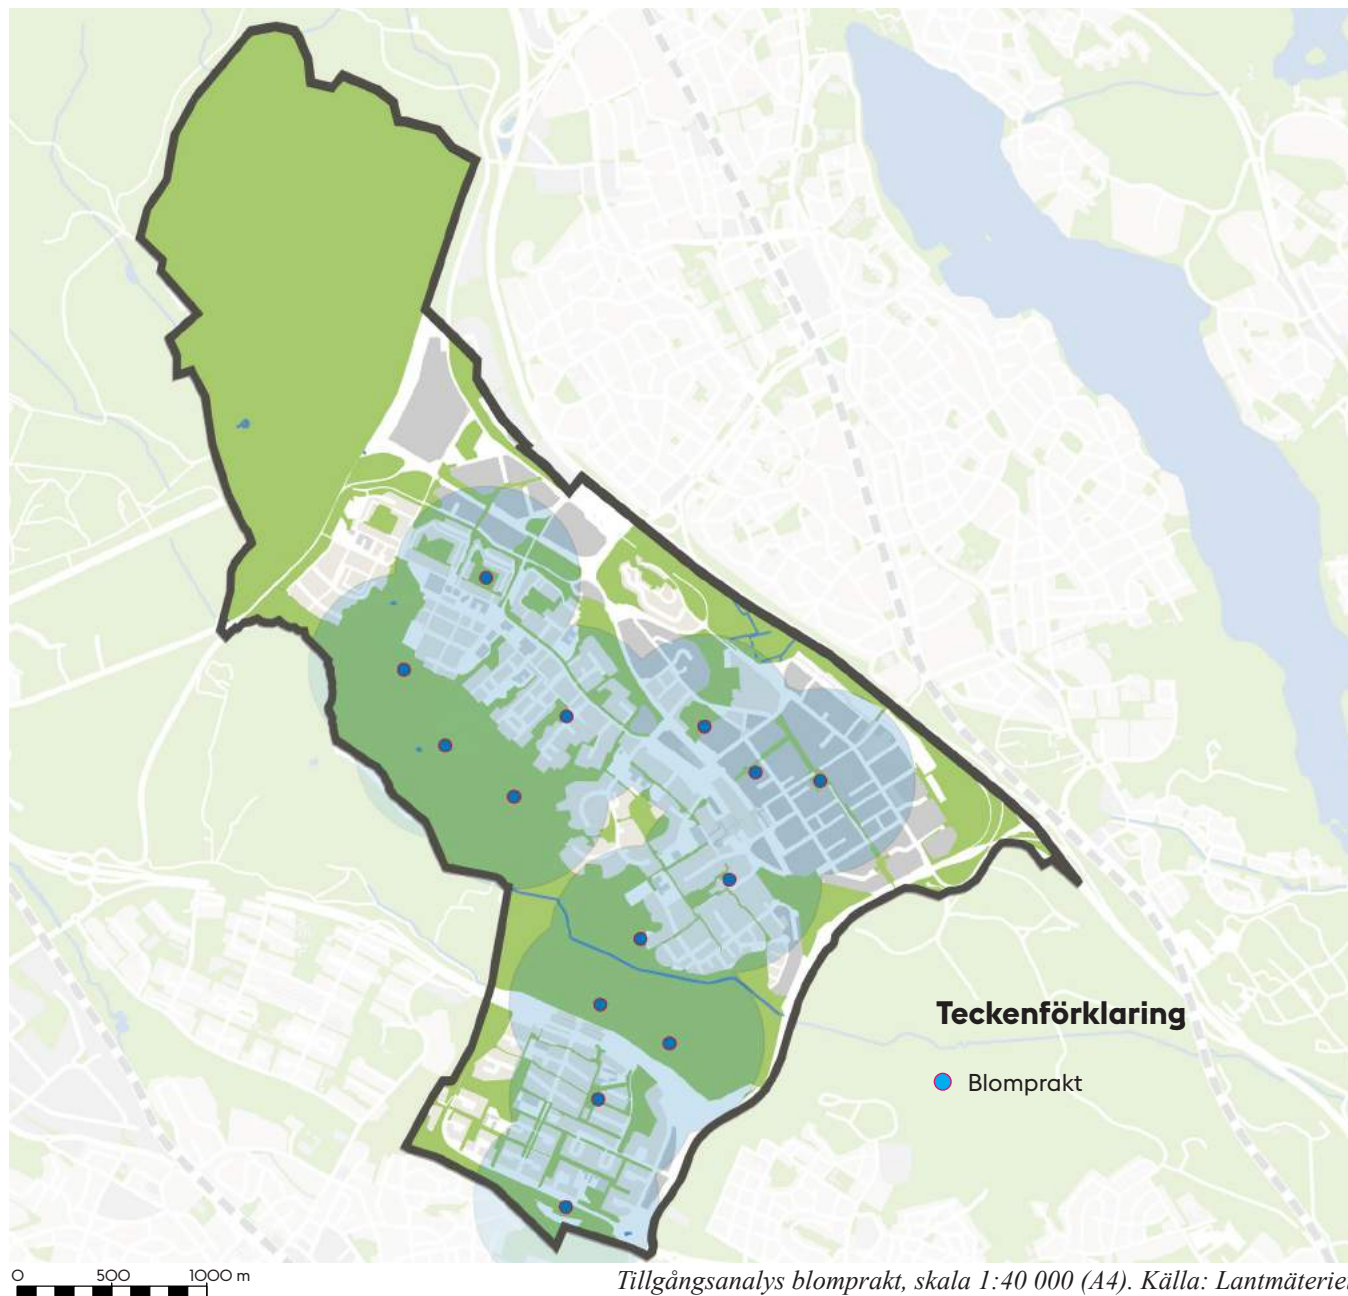 Teckenförklaring
Blomprakt
0 500 1000 m
Tillgångsanalys blomprakt, skala 1:40 000 (A4). Källa: Lantmäteriet